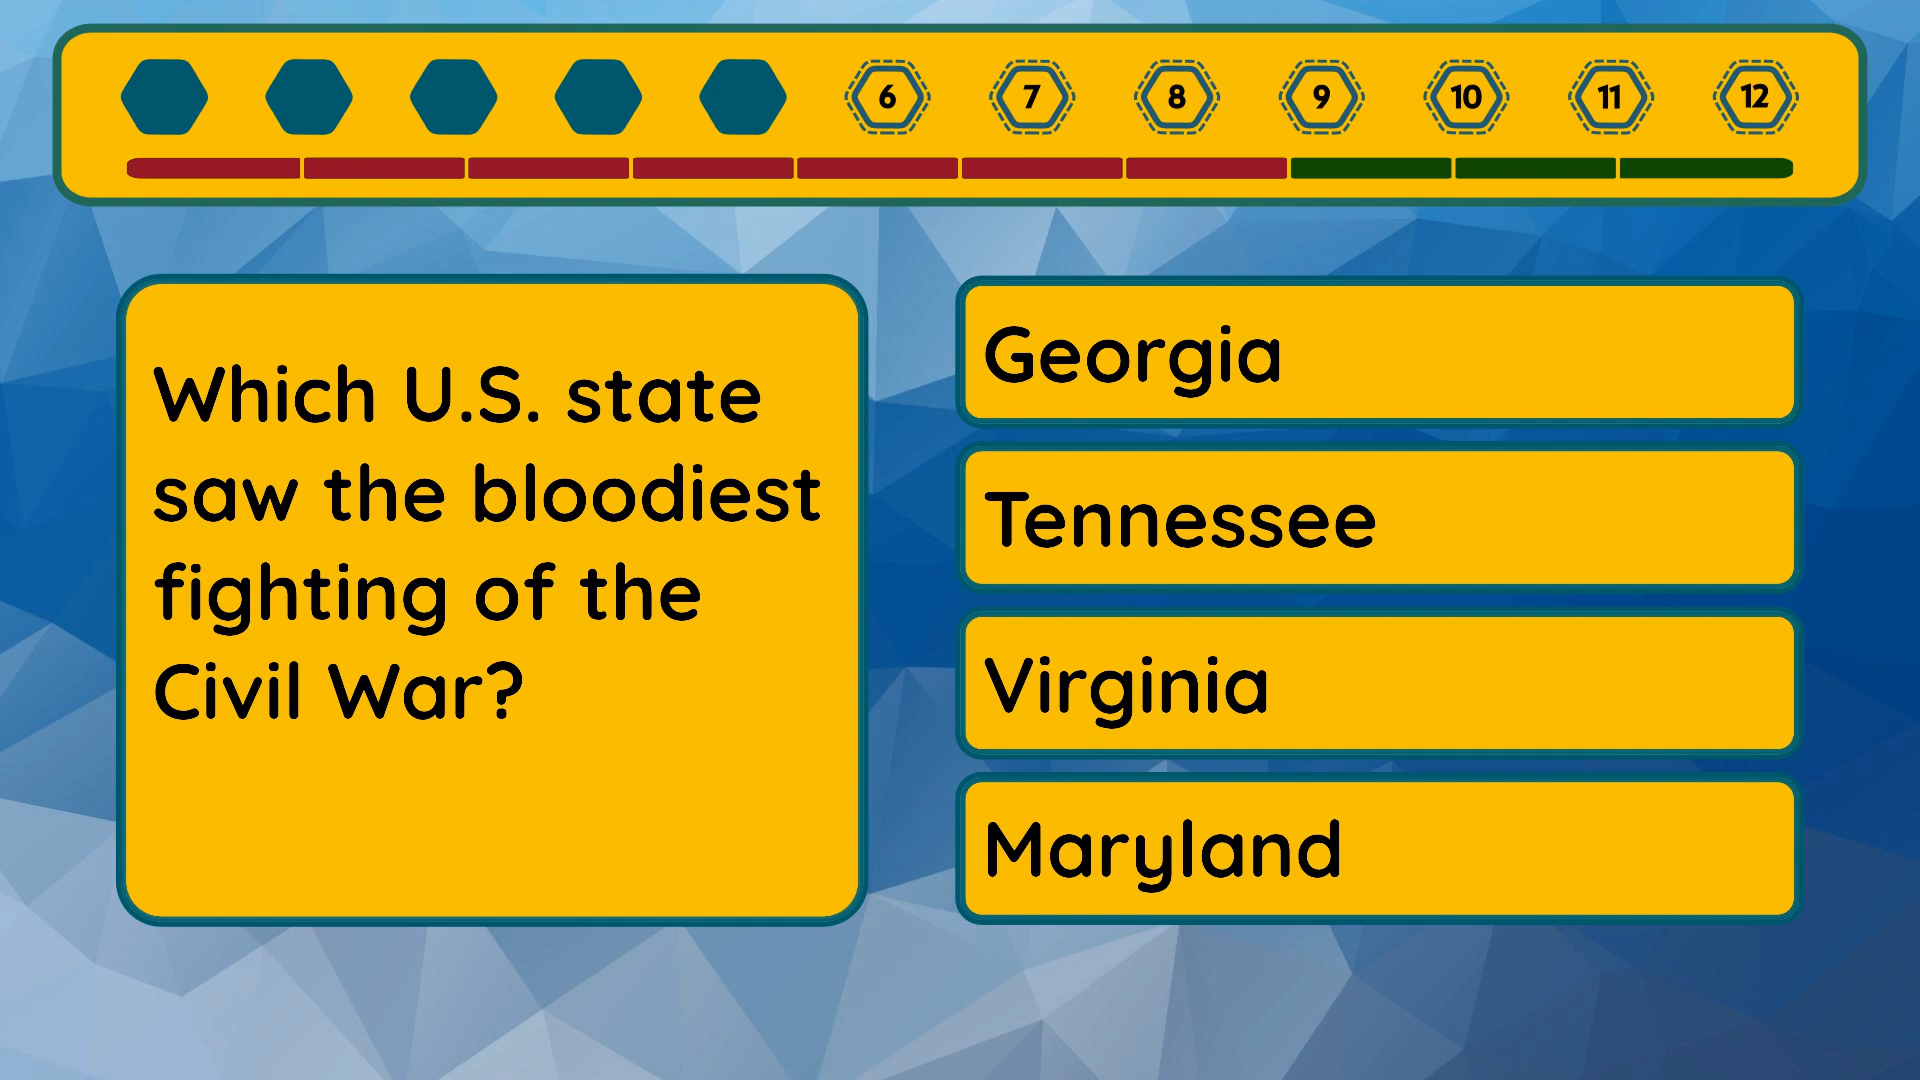 6 7 8 9 10 11 12
Which U.S. state
saw the bloodiest
fighting of the
Civil War?
Georgia
Tennessee
Virginia
Maryland